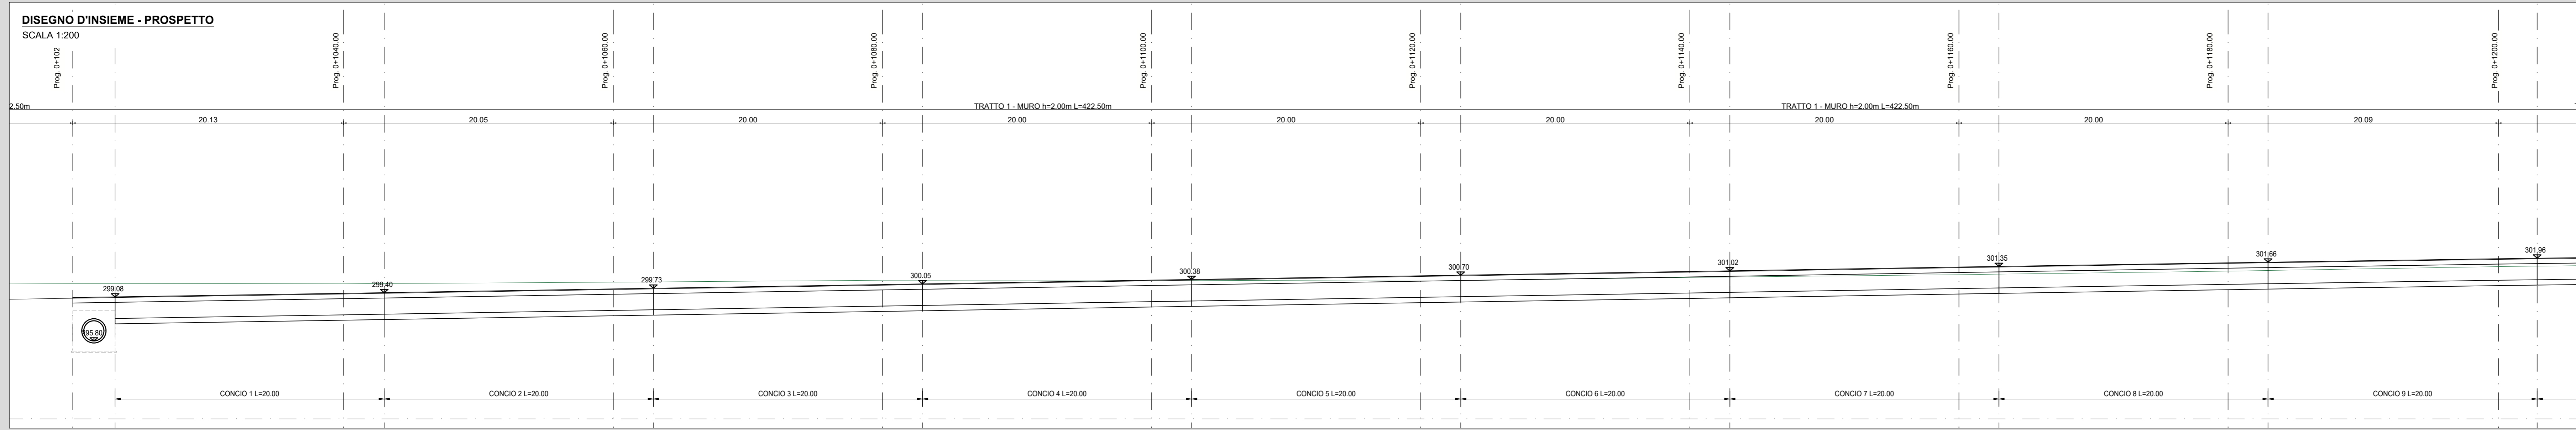 DISEGNO D'INSIEME - PROSPETTO
SCALA 1:200
Prog. 0+102
Prog. 0+1040.00
Prog. 0+1060.00
Prog. 0+1080.00
Prog. 0+1100.00
Prog. 0+1120.00
Prog. 0+1140.00
Prog. 0+1160.00
Prog. 0+1180.00
Prog. 0+1200.00
2.50m
TRATTO 1 - MURO h=2.00m L=422.50m
TRATTO 1 - MURO h=2.00m L=422.50m
20.13
20.05
20.00
20.00
20.00
20.00
20.00
20.00
20.09
299.08
299.40
299.73
300.05
300.38
300.70
301.02
301.35
301.66
301.96
295.80
CONCIO 1 L=20.00
CONCIO 2 L=20.00
CONCIO 3 L=20.00
CONCIO 4 L=20.00
CONCIO 5 L=20.00
CONCIO 6 L=20.00
CONCIO 7 L=20.00
CONCIO 8 L=20.00
CONCIO 9 L=20.00